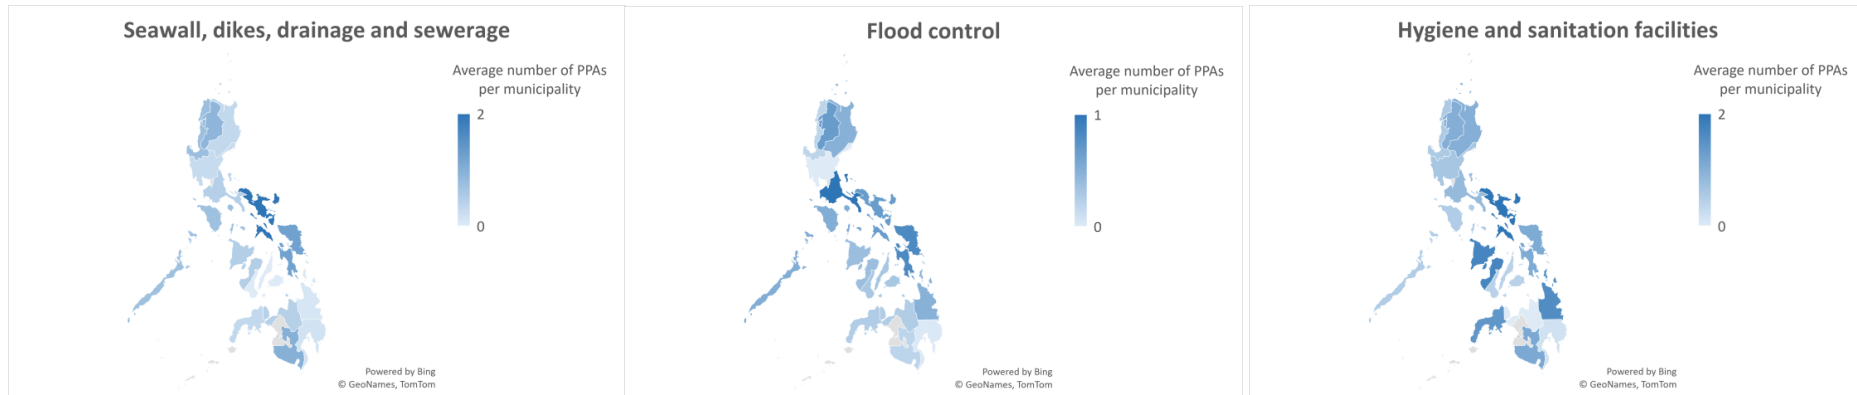 Seawall, dikes, drainage and sewerage
Average number of PPAs
per municipality
2
0
Powered by Bing
© GeoNames, TomTom
Flood control
Average number of PPAs
per municipality
1
0
Powered by Bing
© GeoNames, TomTom
Hygiene and sanitation facilities
Average number of PPAs
per municipality
2
0
Powered by Bing
© GeoNames, TomTom